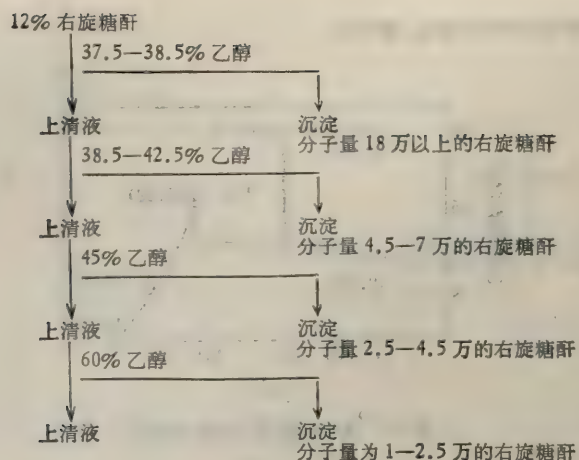 12% 右旋糖酐
37.5—38.5% 乙醇
上清液
沉淀
分子量 18 万以上的右旋糖酐
38.5—42.5% 乙醇
上清液
沉淀
分子量 4.5—7 万的右旋糖酐
45% 乙醇
上清液
沉淀
分子量 2.5—4.5 万的右旋糖酐
60% 乙醇
上清液
沉淀
分子量为 1—2.5 万的右旋糖酐